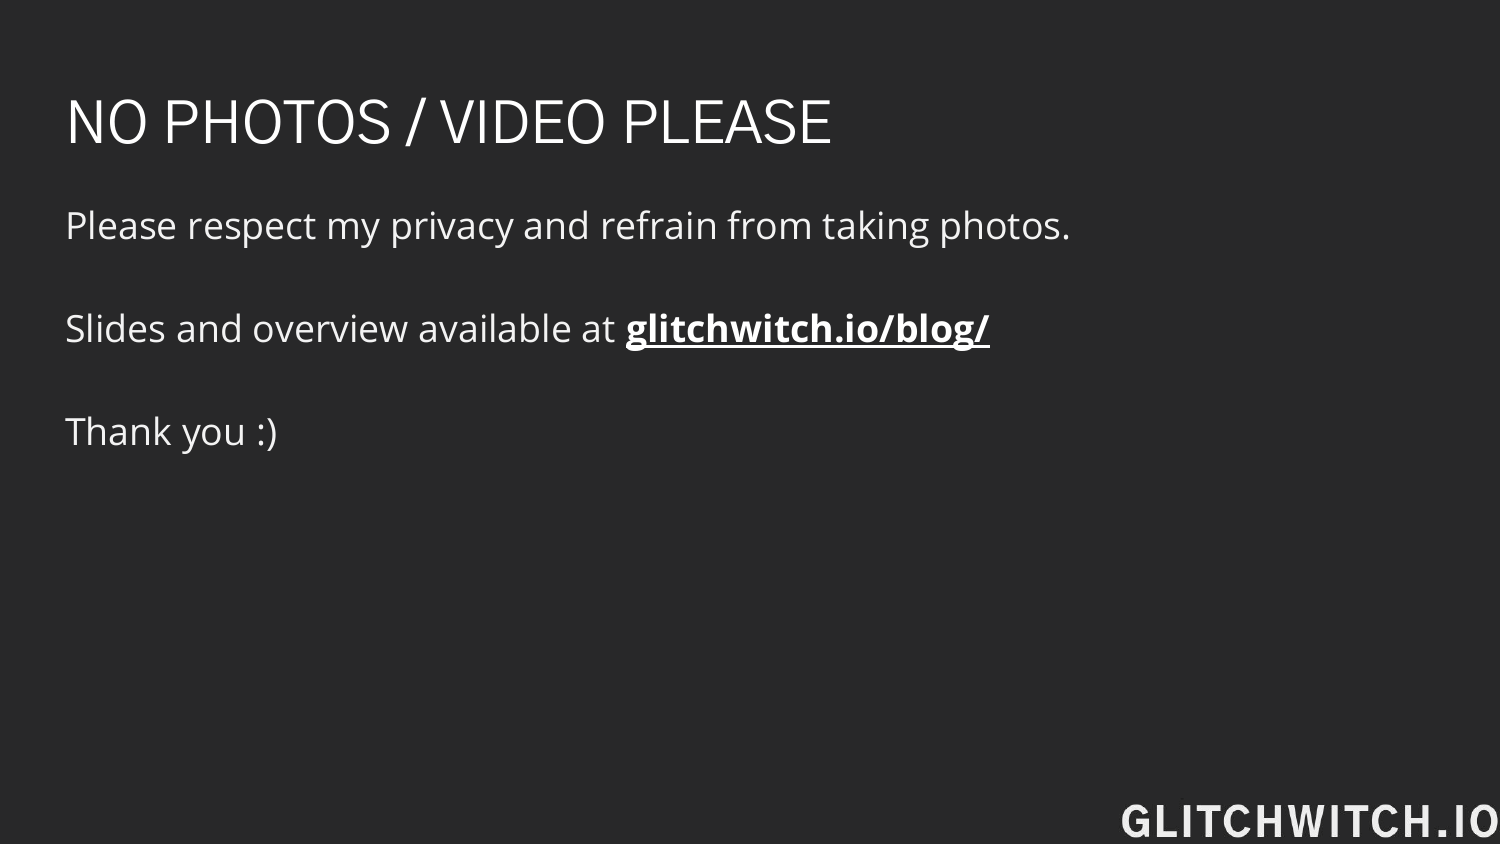 NO PHOTOS / VIDEO PLEASE
Please respect my privacy and refrain from taking photos.
Slides and overview available at glitchwitch.io/blog/
Thank you :)
GLITCHWITCH.IO